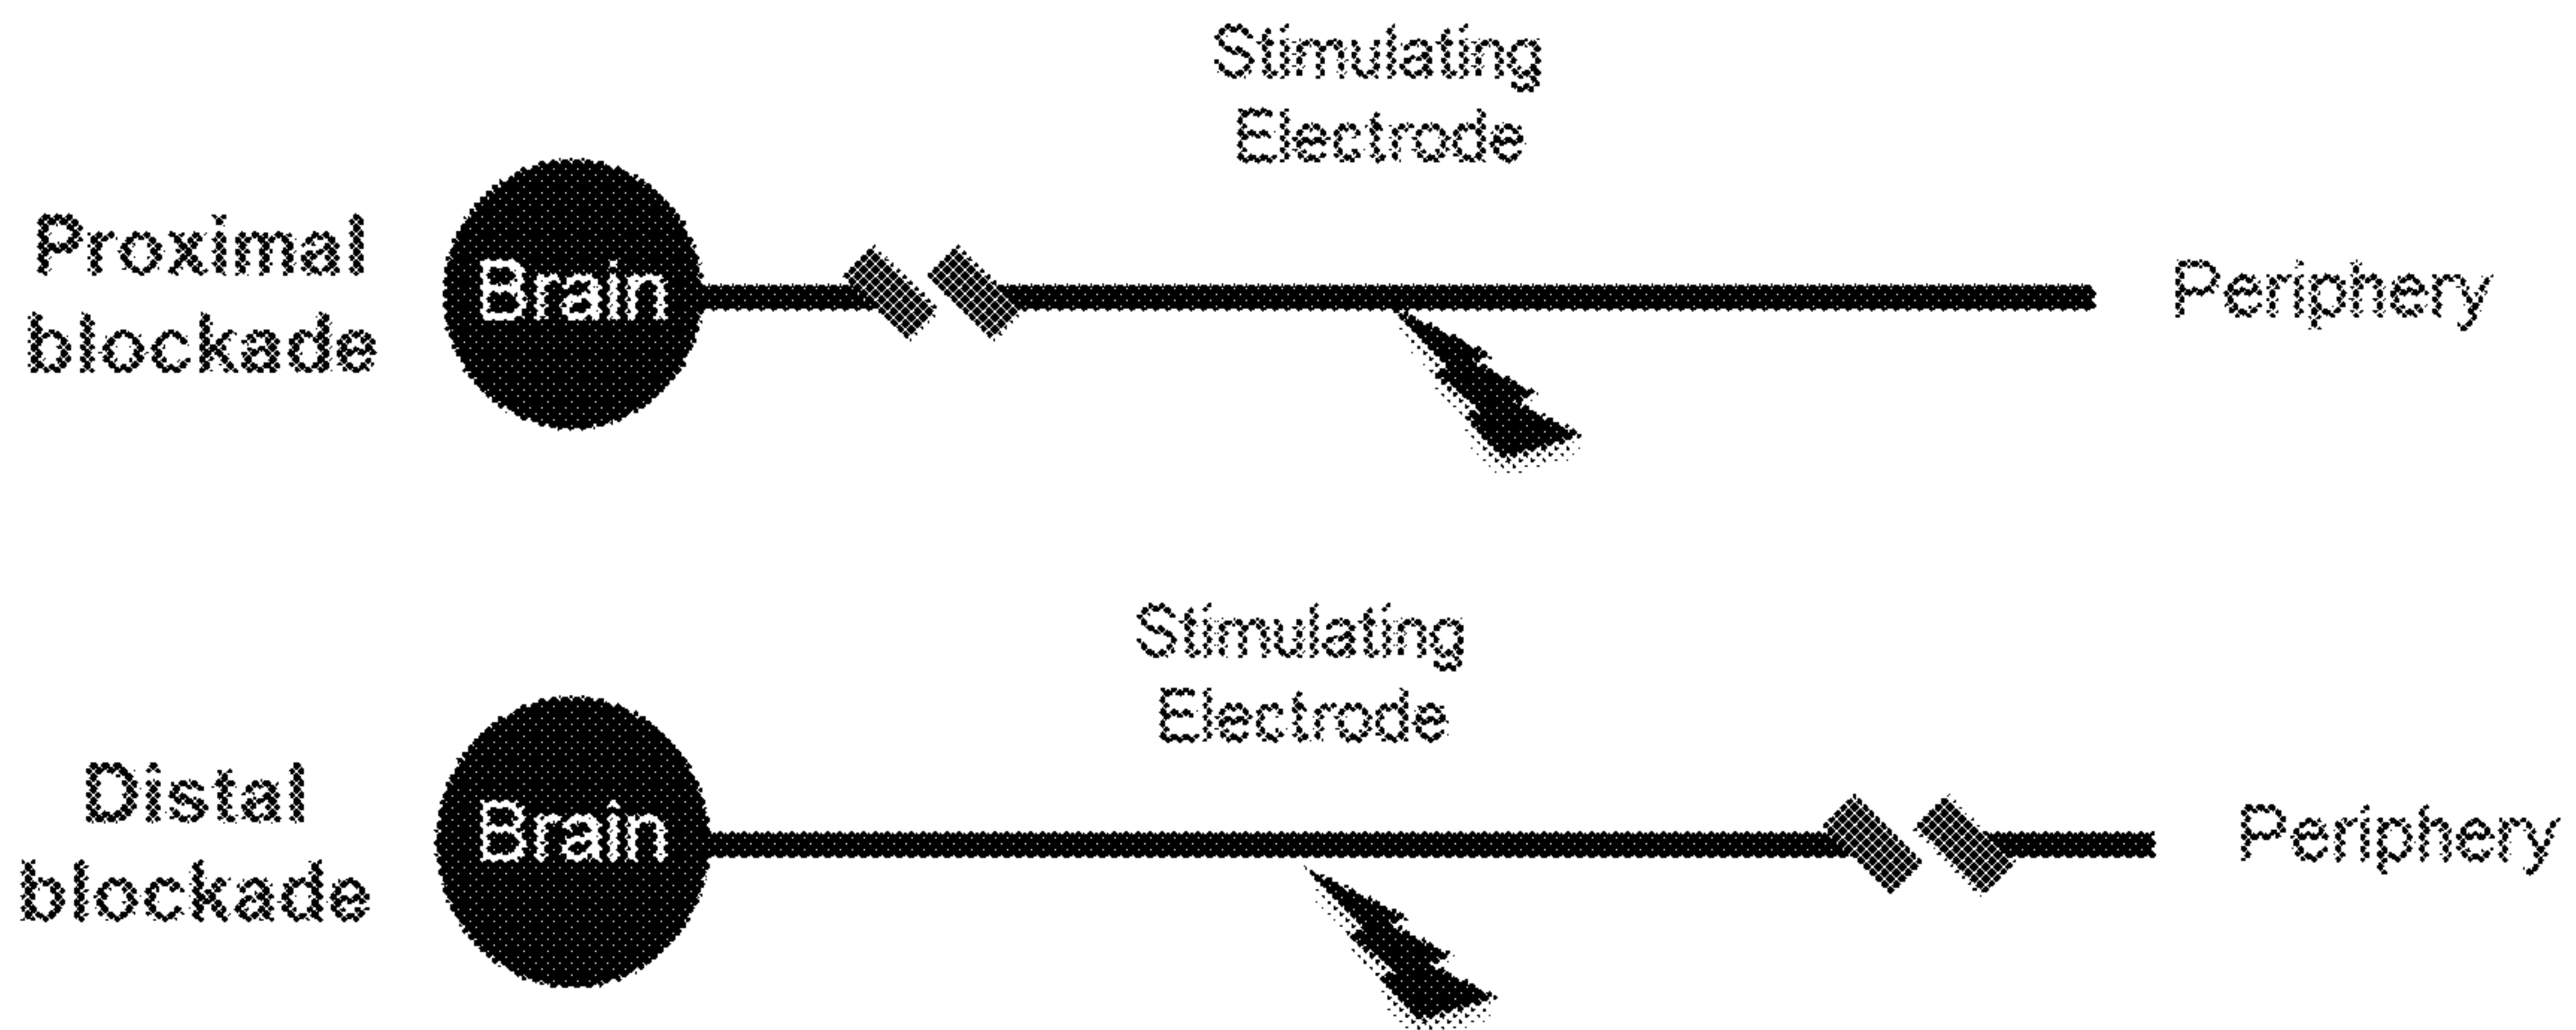 Stimulating
Electrode
Proximal
blockade
Brain
Periphery
Stimulating
Electrode
Distal
blockade
Brain
Periphery